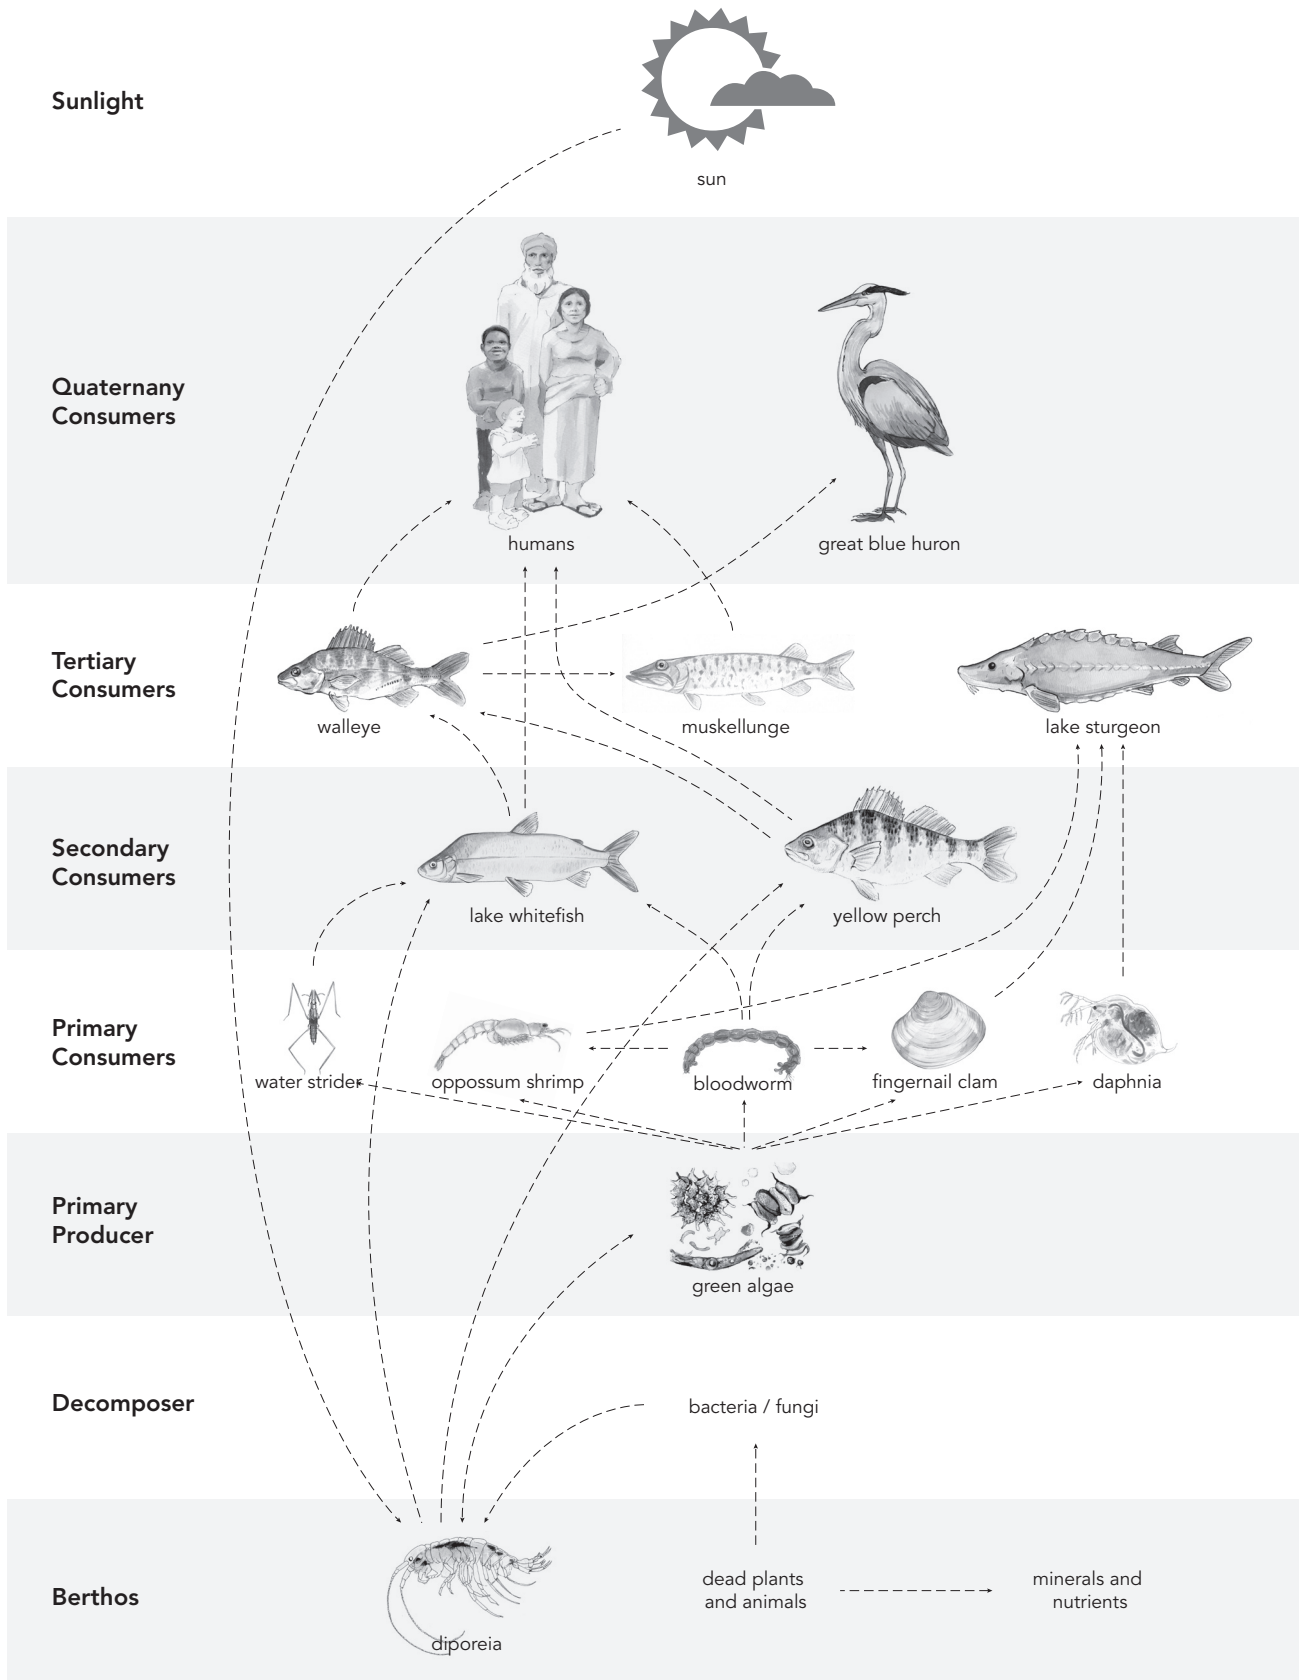 Sunlight
sun
Quaternany
Consumers
humans
great blue huron
Tertiary
Consumers
walleye
muskellunge
lake sturgeon
Secondary
Consumers
lake whitefish
yellow perch
Primary
Consumers
water strider
oppossum shrimp
bloodworm
fingernail clam
daphnia
Primary
Producer
green algae
Decomposer
bacteria / fungi
Berthos
diporeia
dead plants
and animals
minerals and
nutrients